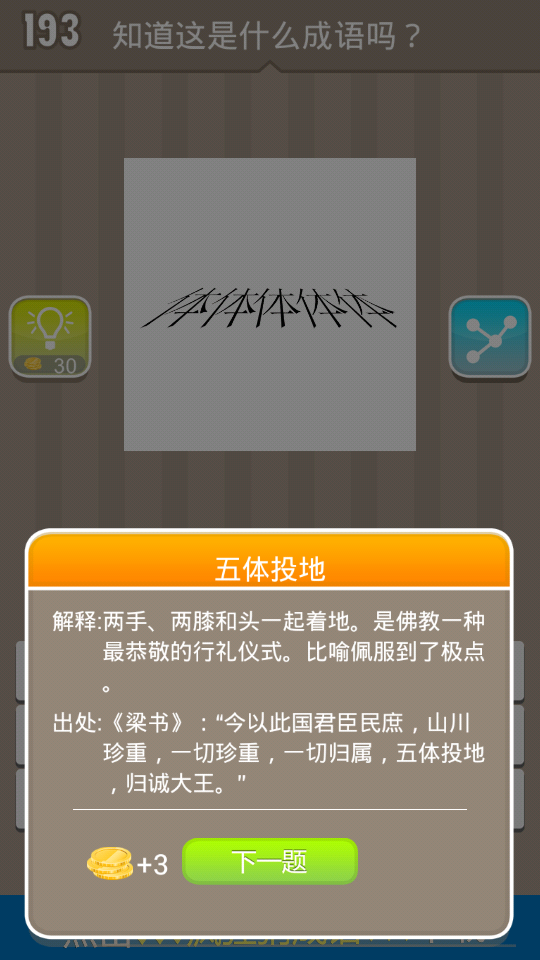 193 知道这是什么成语吗？
体体体体体
30
五体投地
解释:两手、两膝和头一起着地。是佛教一种
最恭敬的行礼仪式。比喻佩服到了极点
。
出处:《梁书》：“今以此国君臣民庶，山川
珍重，一切珍重，一切归属，五体投地
，归诚大王。”
+3 下一题